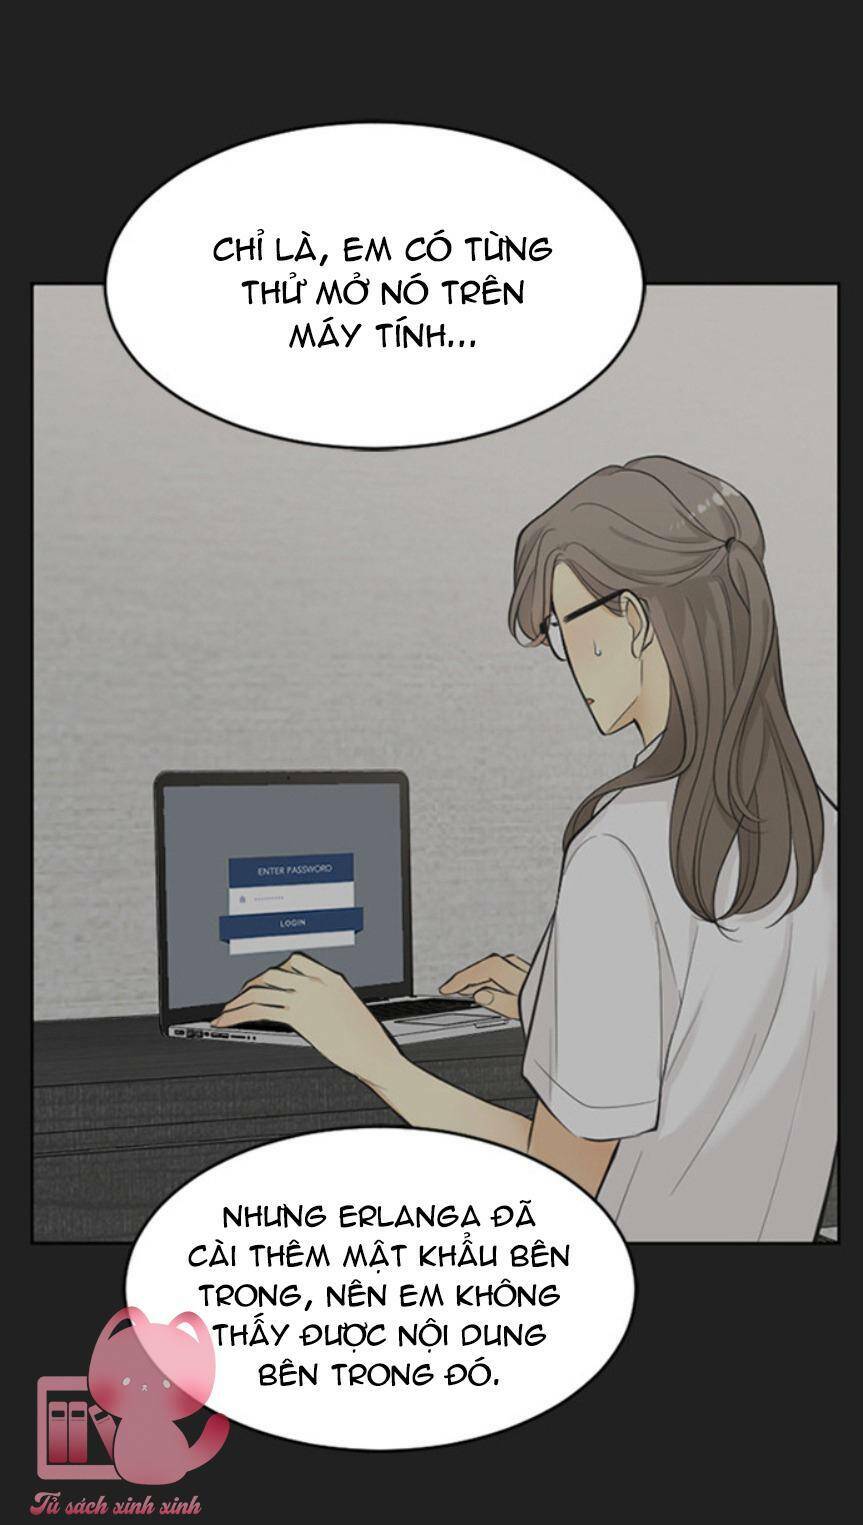 CHỈ LÀ, EM CÓ TỪNG
THỬ MỞ NÓ TRÊN
MÁY TÍNH...
ENTER PASSWORD
LOGIN
NHƯNG ERLANGA ĐÃ
CÀI THÊM MẬT KHẨU BÊN
TRONG, NÊN EM KHÔNG
THẤY ĐƯỢC NỘI DUNG
BÊN TRONG ĐÓ.
Tủ sách xinh xinh